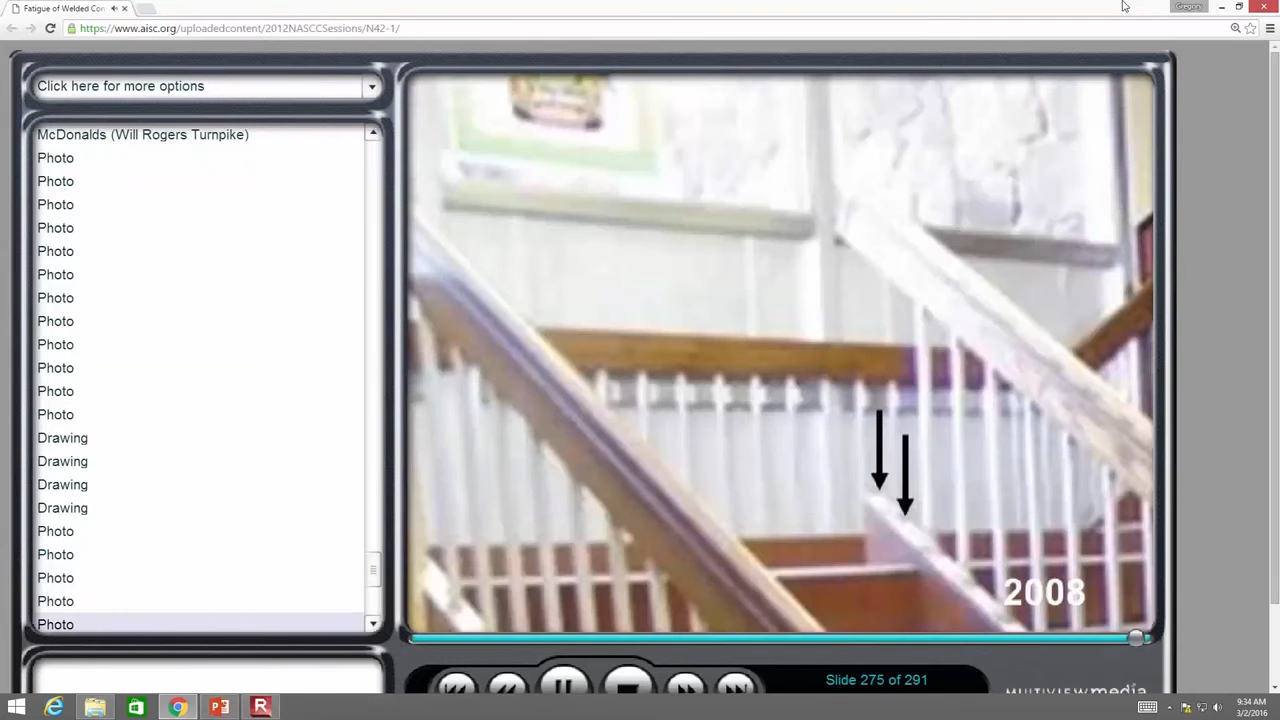 Fatigue of Welded Con
Gregory
https://www.aisc.org/uploadedcontent/2012NASCCSessions/N42-1/
Click here for more options
McDonalds (Will Rogers Turnpike)
Photo
Photo
Photo
Photo
Photo
Photo
Photo
Photo
Photo
Photo
Photo
Photo
Drawing
Drawing
Drawing
Drawing
Photo
Photo
Photo
Photo
Photo
2008
Slide 275 of 291
MULTIVIEWmedia
9:34 AM
3/2/2016